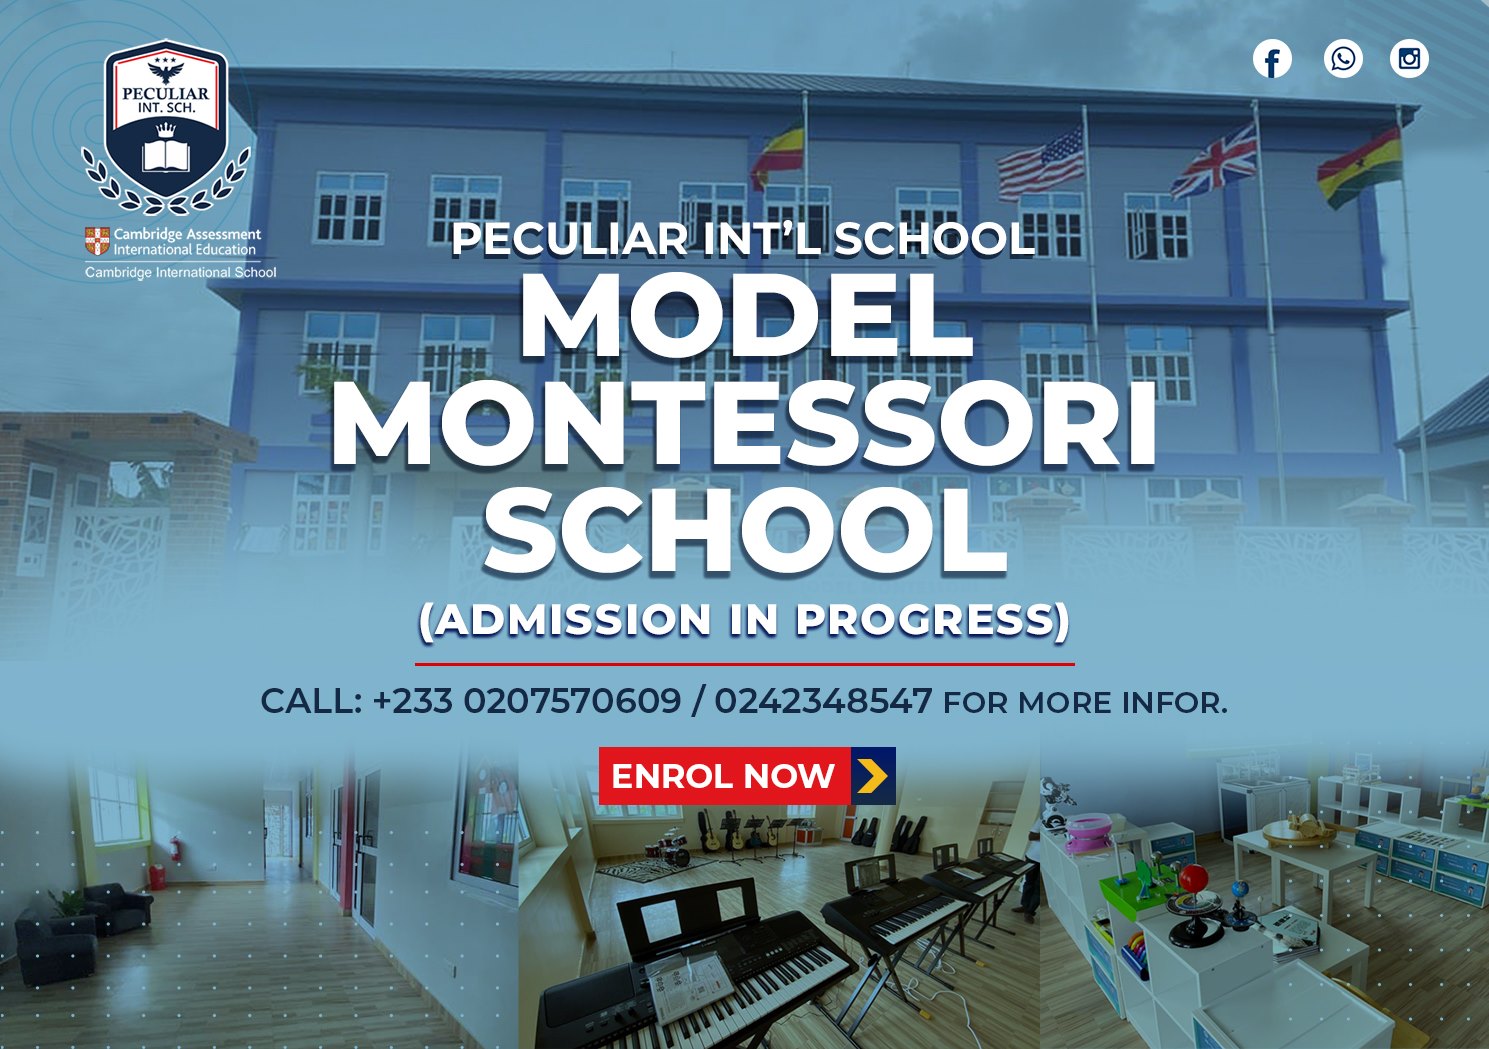 PECULIAR
INT. SCH.
Cambridge Assessment
International Education
Cambridge International School
PECULIAR INT'L SCHOOL
MODEL
MONTESSORI
SCHOOL
(ADMISSION IN PROGRESS)
CALL: +233 0207570609 / 0242348547 FOR MORE INFOR.
ENROL NOW